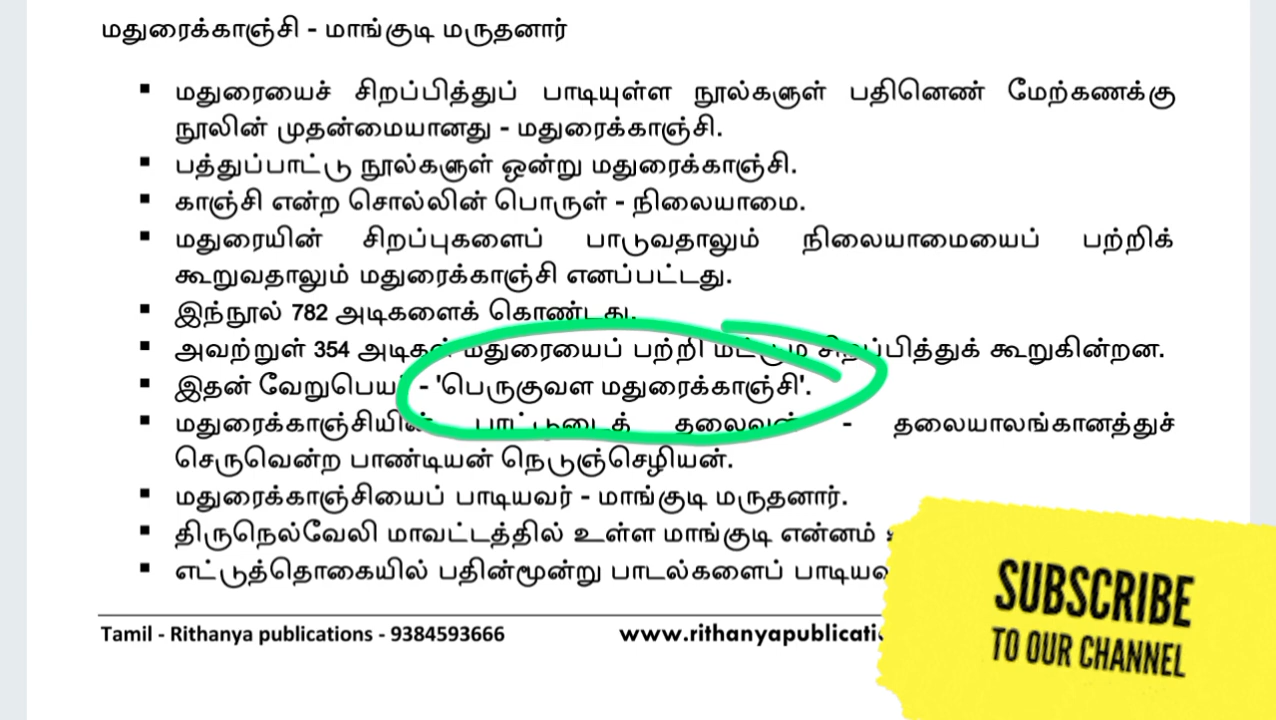 மதுரைக்காஞ்சி - மாங்குடி மருதனார்
▪ மதுரையைச் சிறப்பித்துப் பாடியுள்ள நூல்களுள் பதினெண் மேற்கணக்கு
நூலின் முதன்மையானது - மதுரைக்காஞ்சி.
▪ பத்துப்பாட்டு நூல்களுள் ஒன்று மதுரைக்காஞ்சி.
▪ காஞ்சி என்ற சொல்லின் பொருள் - நிலையாமை.
▪ மதுரையின் சிறப்புகளைப் பாடுவதாலும் நிலையாமையைப் பற்றிக்
கூறுவதாலும் மதுரைக்காஞ்சி எனப்பட்டது.
▪ இந்நூல் 782 அடிகளைக் கொண்டது.
▪ அவற்றுள் 354 அடிகள் மதுரையைப் பற்றி மட்டும் சிறப்பித்துக் கூறுகின்றன.
▪ இதன் வேறுபெயர் - 'பெருகுவள மதுரைக்காஞ்சி'.
▪ மதுரைக்காஞ்சியின் பாட்டுடைத் தலைவன் - தலையாலங்கானத்துச்
செருவென்ற பாண்டியன் நெடுஞ்செழியன்.
▪ மதுரைக்காஞ்சியைப் பாடியவர் - மாங்குடி மருதனார்.
▪ திருநெல்வேலி மாவட்டத்தில் உள்ள மாங்குடி என்னம்
▪ எட்டுத்தொகையில் பதின்மூன்று பாடல்களைப்
Tamil - Rithanya publications - 9384593666
SUBSCRIBE
TO OUR CHANNEL